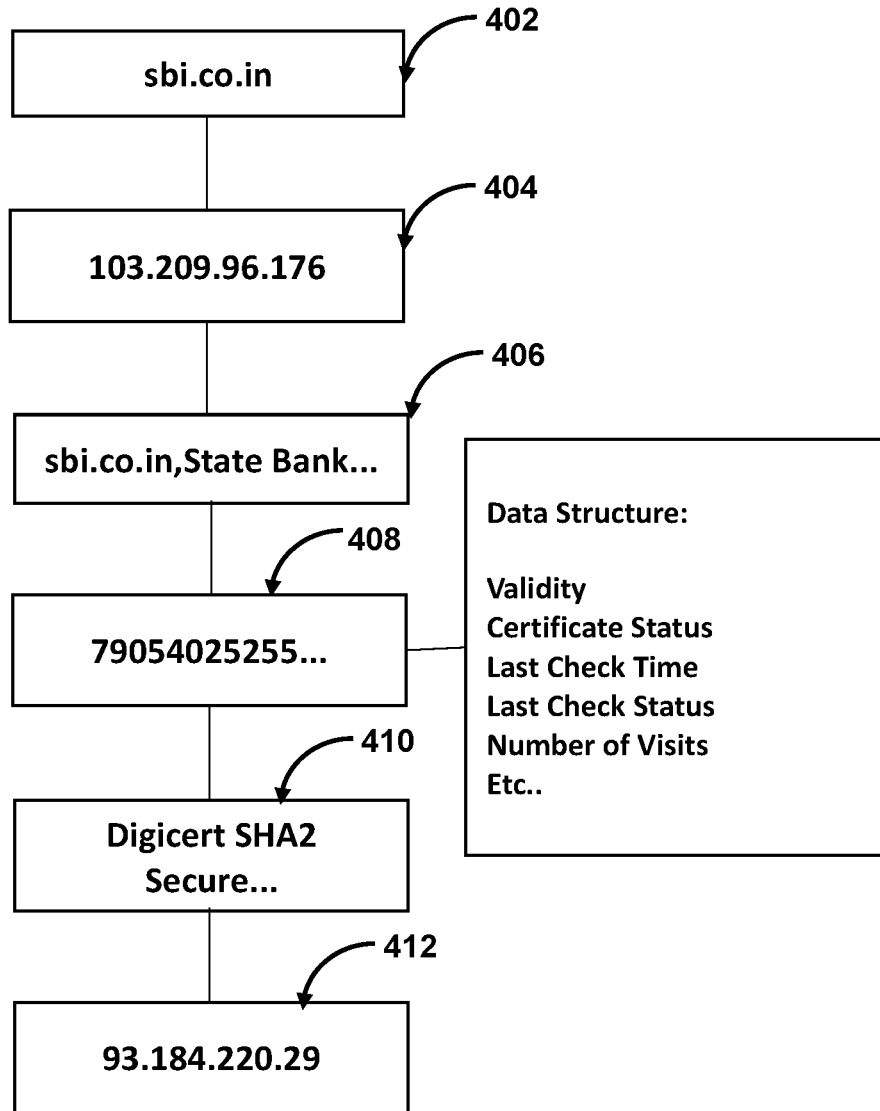 402
sbi.co.in
404
103.209.96.176
406
sbi.co.in,State Bank...
408
79054025255...
Data Structure:
Validity
Certificate Status
Last Check Time
Last Check Status
Number of Visits
Etc..
410
Digicert SHA2
Secure...
412
93.184.220.29